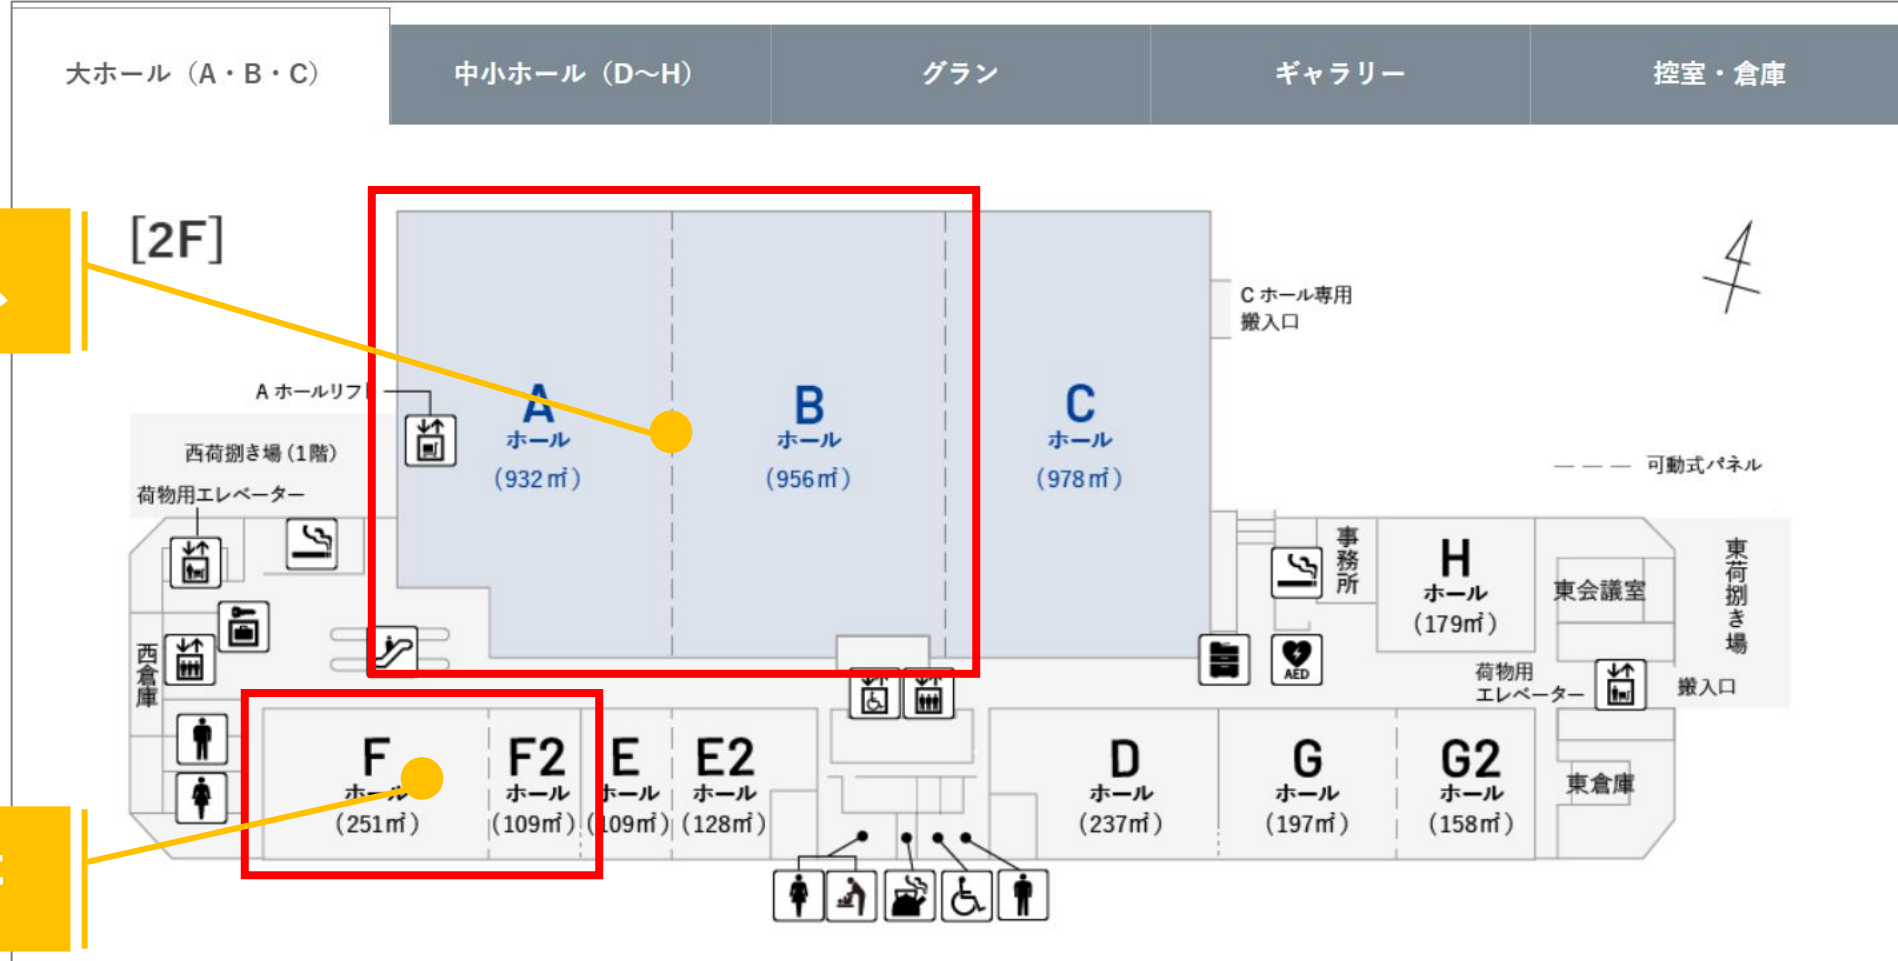 大ホール（A・B・C）
中小ホール（D～H）
グラン
ギャラリー
控室・倉庫
[2F]
C ホール専用
搬入口
A ホールリフト
A
ホール
（932㎡）
B
ホール
（956㎡）
C
ホール
（978㎡）
西荷捌き場（1階）
荷物用エレベーター
可動式パネル
事務所
H
ホール
（179㎡）
東会議室
東荷捌き場
西倉庫
AED
荷物用
エレベーター
搬入口
F
ホール
（251㎡）
F2
ホール
（109㎡）
E
ホール
（109㎡）
E2
ホール
（128㎡）
D
ホール
（237㎡）
G
ホール
（197㎡）
G2
ホール
（158㎡）
東倉庫